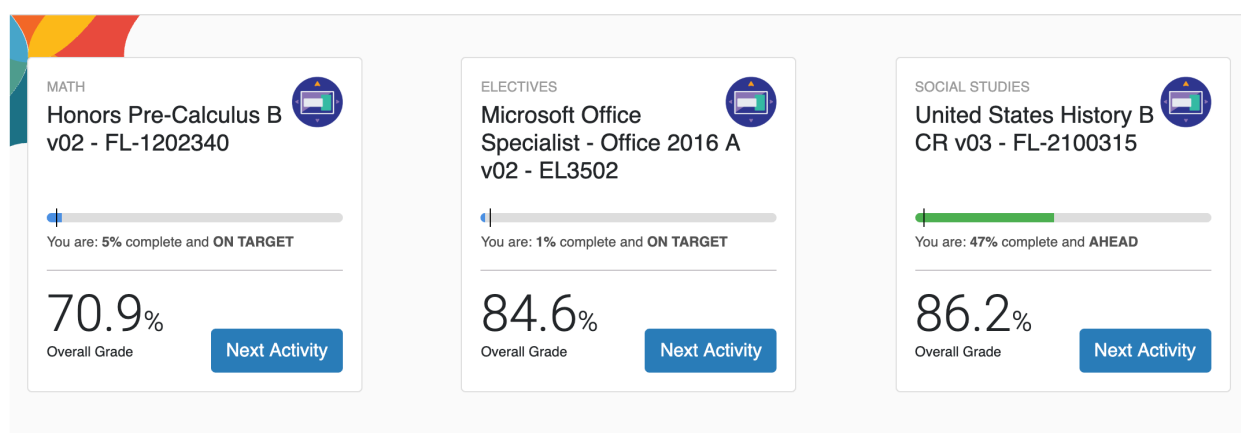 MATH
Honors Pre-Calculus B
v02 - FL-1202340
You are: 5% complete and ON TARGET
70.9%
Overall Grade
Next Activity
ELECTIVES
Microsoft Office
Specialist - Office 2016 A
v02 - EL3502
You are: 1% complete and ON TARGET
84.6%
Overall Grade
Next Activity
SOCIAL STUDIES
United States History B
CR v03 - FL-2100315
You are: 47% complete and AHEAD
86.2%
Overall Grade
Next Activity